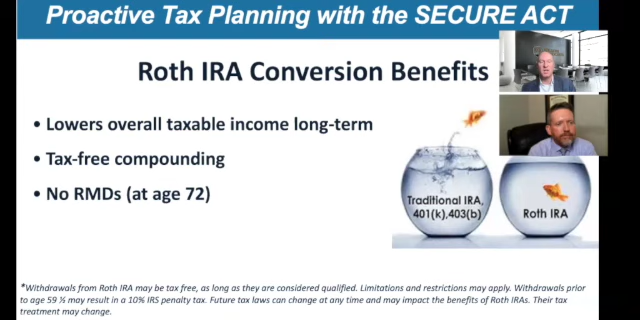 Proactive Tax Planning with the SECURE ACT
Roth IRA Conversion Benefits
• Lowers overall taxable income long-term
• Tax-free compounding
• No RMDs (at age 72)
Traditional IRA,
401(k),403(b)
Roth IRA
*Withdrawals from Roth IRA may be tax free, as long as they are considered qualified. Limitations and restrictions may apply. Withdrawals prior
to age 59 ½ may result in a 10% IRS penalty tax. Future tax laws can change at any time and may impact the benefits of Roth IRAs. Their tax
treatment may change.